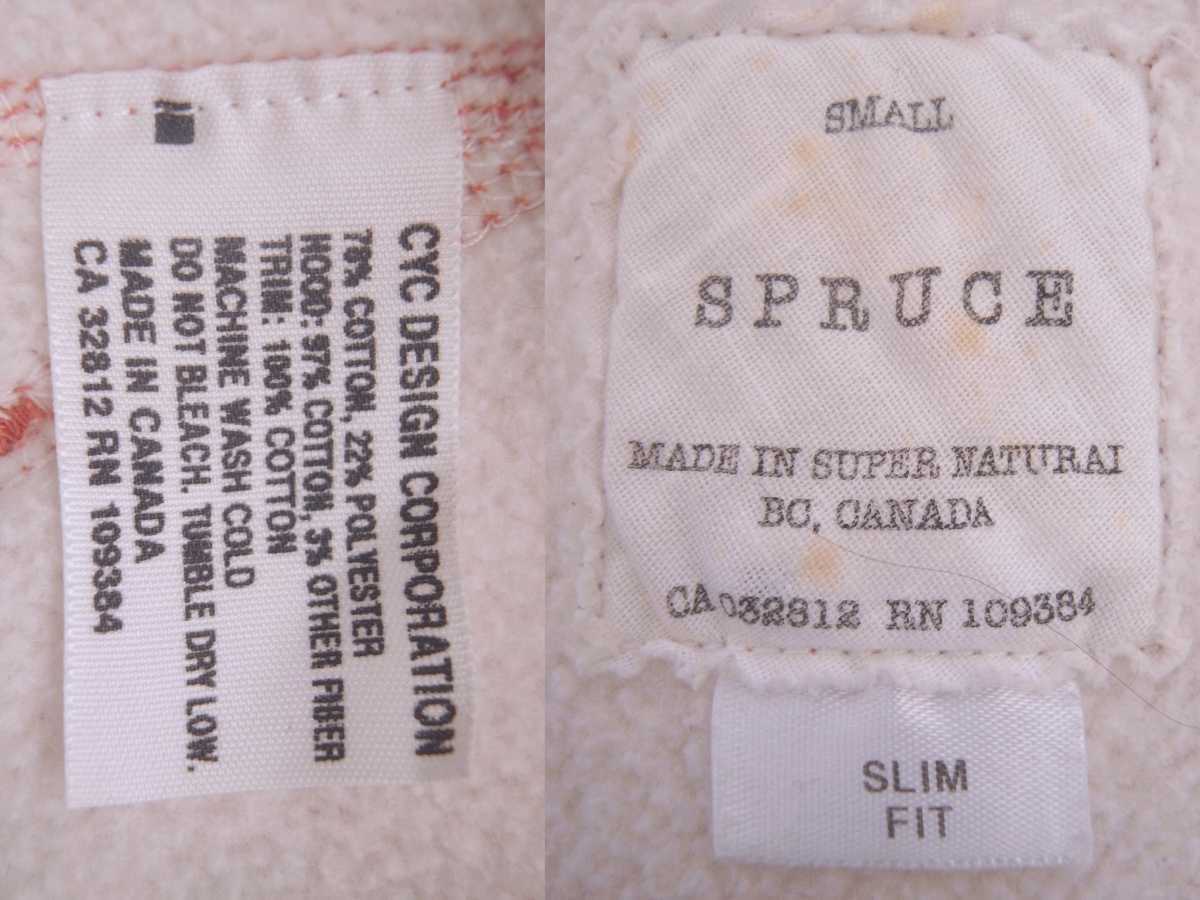 CYC DESIGN CORPORATION
78% COTTON, 22% POLYESTER
HOOD: 97% COTTON, 3% OTHER FIBER
TRIM: 100% COTTON
MACHINE WASH COLD
DO NOT BLEACH. TUMBLE DRY LOW.
MADE IN CANADA
CA 32812 RN 109384
SMALL
SPRUCE
MADE IN SUPER NATURAL
BC, CANADA
CA032812 RN 109384
SLIM
FIT